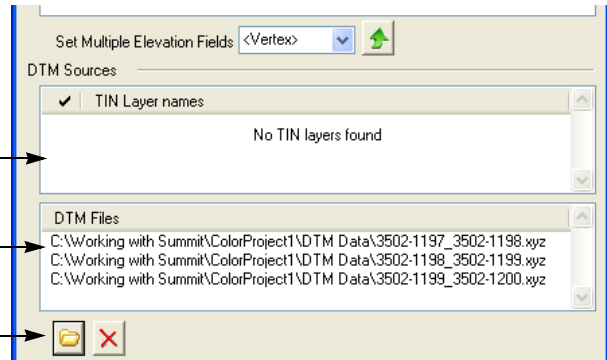 Set Multiple Elevation Fields <Vertex>
DTM Sources
TIN Layer names
No TIN layers found
DTM Files
C:\Working with Summit\ColorProject1\DTM Data\3502-1197_3502-1198.xyz
C:\Working with Summit\ColorProject1\DTM Data\3502-1198_3502-1199.xyz
C:\Working with Summit\ColorProject1\DTM Data\3502-1199_3502-1200.xyz